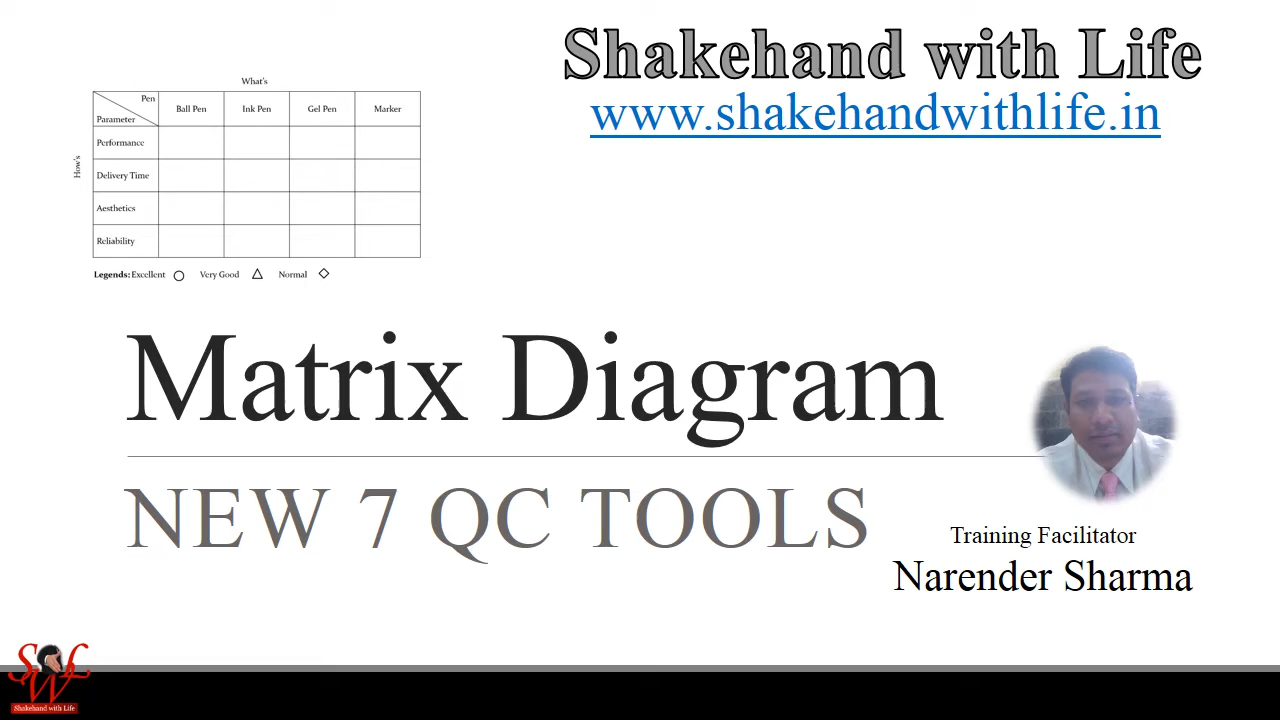 Shakehand with Life
www.shakehandwithlife.in
What's
Pen
Parameter
Ball Pen
Ink Pen
Gel Pen
Marker
How's
Performance
Delivery Time
Aesthetics
Reliability
Legends: Excellent Very Good Normal
Matrix Diagram
NEW 7 QC TOOLS
Training Facilitator
Narender Sharma
SWL
Shakehand with Life